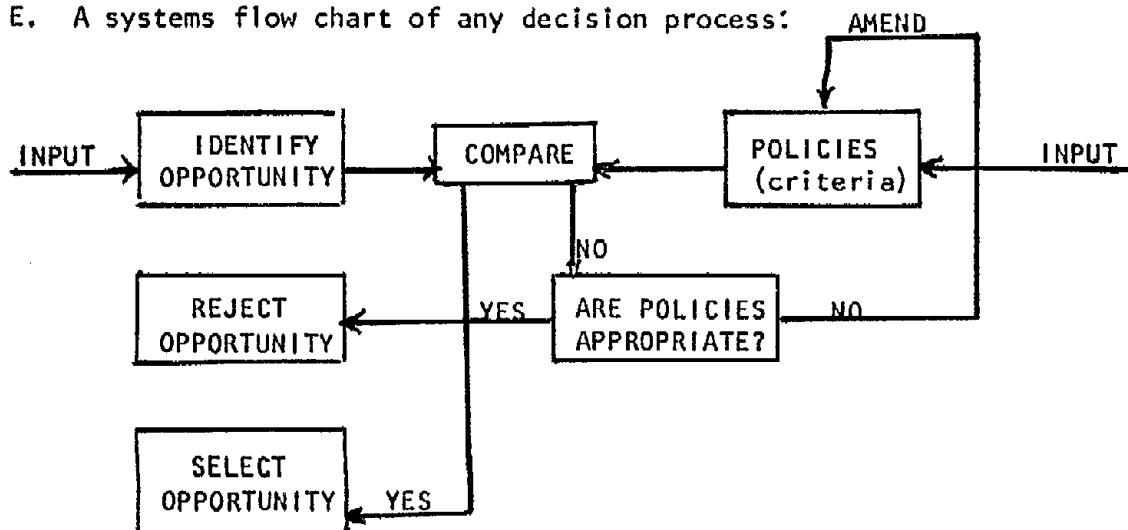 E. A systems flow chart of any decision process:
AMEND
INPUT
IDENTIFY
OPPORTUNITY
COMPARE
POLICIES
(criteria)
INPUT
NO
REJECT
OPPORTUNITY
YES
ARE POLICIES
APPROPRIATE?
NO
SELECT
OPPORTUNITY
YES